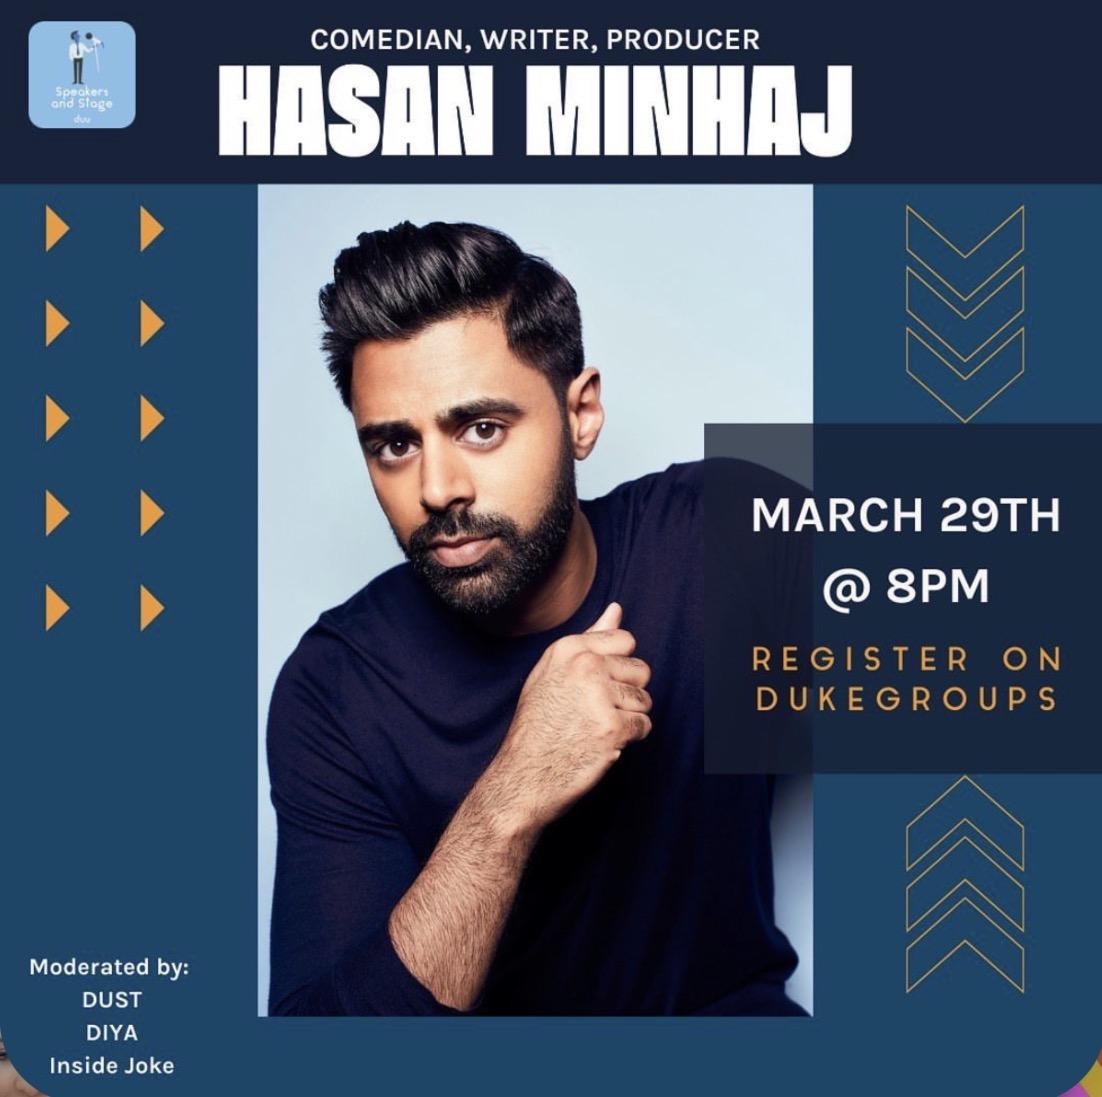 Speakers
and Stage
duu
COMEDIAN, WRITER, PRODUCER
HASAN MINHAJ
MARCH 29TH
@ 8PM
REGISTER ON
DUKEGROUPS
Moderated by:
DUST
DIYA
Inside Joke